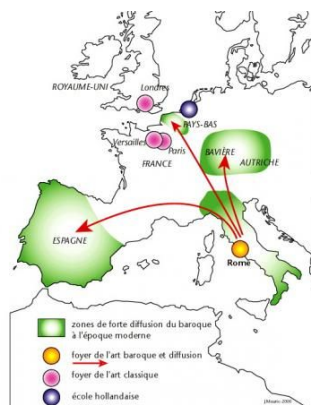 ROYAUME-UNI
Londres
PAYS-BAS
Versailles
Paris
FRANCE
BAVIÈRE
AUTRICHE
ESPAGNE
Rome
zones de forte diffusion du baroque
à l'époque moderne
foyer de l'art baroque et diffusion
foyer de l'art classique
école hollandaise